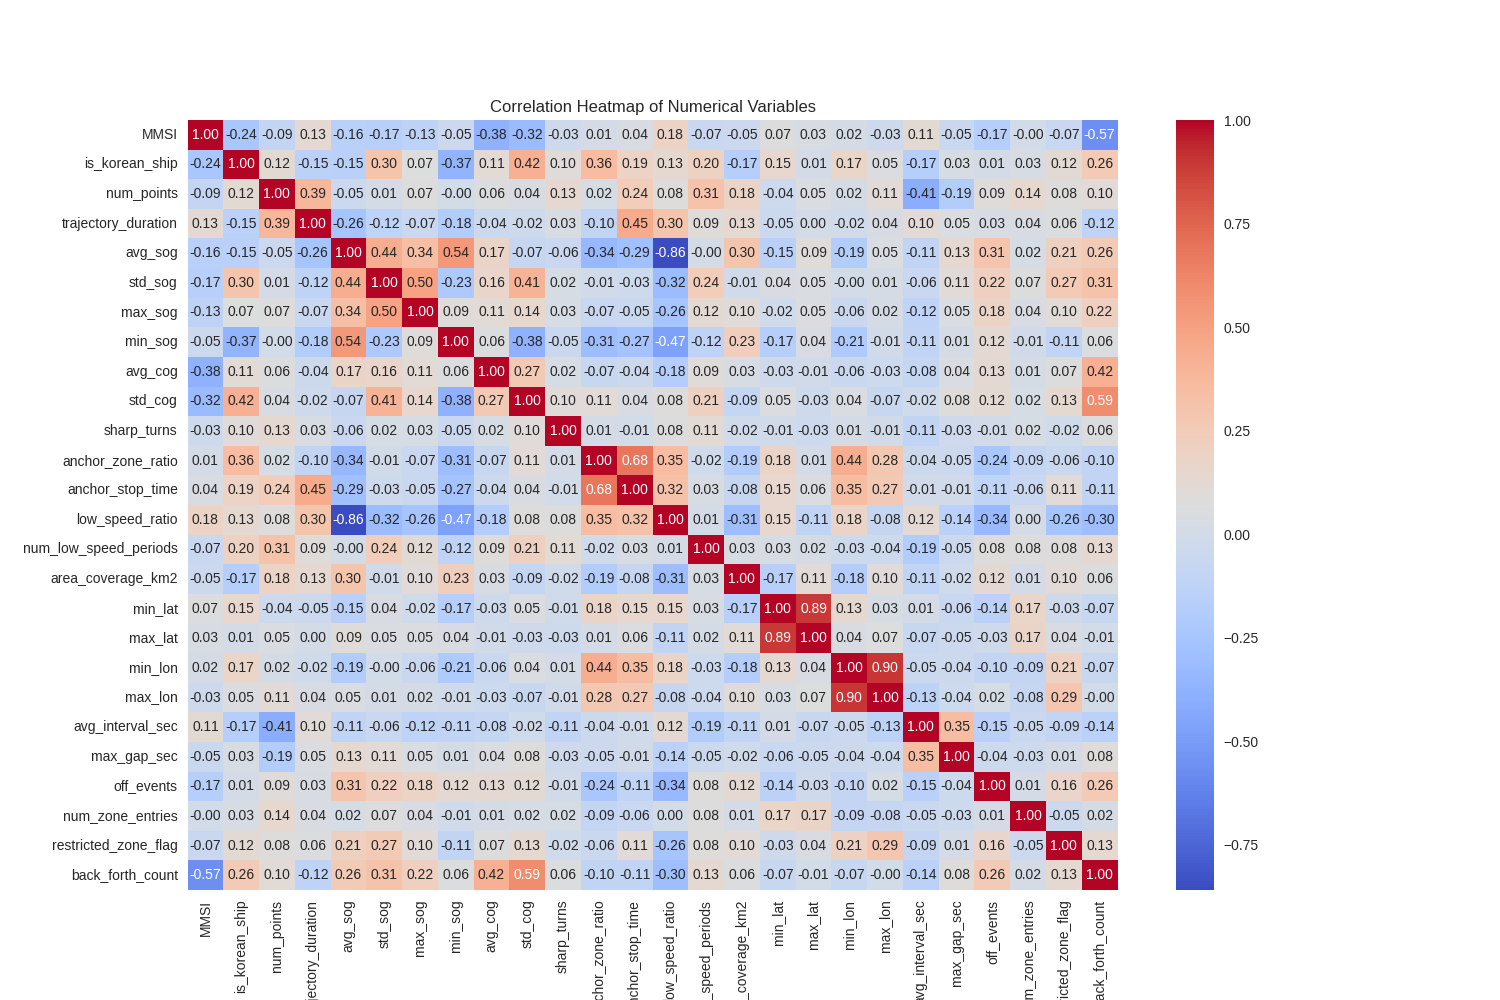 Correlation Heatmap of Numerical Variables
MMSI 1.00 -0.24 -0.09 0.13 -0.16 -0.17 -0.13 -0.05 -0.38 -0.32 -0.03 0.01 0.04 0.18 -0.07 -0.05 0.07 0.03 0.02 -0.03 0.11 -0.05 -0.17 -0.00 -0.07 -0.57
is_korean_ship -0.24 1.00 0.12 -0.15 -0.15 0.30 0.07 -0.37 0.11 0.42 0.10 0.36 0.19 0.13 0.20 -0.17 0.15 0.01 0.17 0.05 -0.17 0.03 0.01 0.03 0.12 0.26
num_points -0.09 0.12 1.00 0.39 -0.05 0.01 0.07 -0.00 0.06 0.04 0.13 0.02 0.24 0.08 0.31 0.18 -0.04 0.05 0.02 0.11 -0.41 -0.19 0.09 0.14 0.08 0.10
trajectory_duration 0.13 -0.15 0.39 1.00 -0.26 -0.12 -0.07 -0.18 -0.04 -0.02 0.03 -0.10 0.45 0.30 0.09 0.13 -0.05 0.00 -0.02 0.04 0.10 0.05 0.03 0.04 0.06 -0.12
avg_sog -0.16 -0.15 -0.05 -0.26 1.00 0.44 0.34 0.54 0.17 -0.07 -0.06 -0.34 -0.29 -0.86 -0.00 0.30 -0.15 0.09 -0.19 0.05 -0.11 0.13 0.31 0.02 0.21 0.26
std_sog -0.17 0.30 0.01 -0.12 0.44 1.00 0.50 -0.23 0.16 0.41 0.02 -0.01 -0.03 -0.32 0.24 -0.01 0.04 0.05 -0.00 0.01 -0.06 0.11 0.22 0.07 0.27 0.31
max_sog -0.13 0.07 0.07 -0.07 0.34 0.50 1.00 0.09 0.11 0.14 0.03 -0.07 -0.05 -0.26 0.12 0.10 -0.02 0.05 -0.06 0.02 -0.12 0.05 0.18 0.04 0.10 0.22
min_sog -0.05 -0.37 -0.00 -0.18 0.54 -0.23 0.09 1.00 0.06 -0.38 -0.05 -0.31 -0.27 -0.47 -0.12 0.23 -0.17 0.04 -0.21 -0.01 -0.11 0.01 0.12 -0.01 -0.11 0.06
avg_cog -0.38 0.11 0.06 -0.04 0.17 0.16 0.11 0.06 1.00 0.27 0.02 -0.07 -0.04 -0.18 0.09 0.03 -0.03 -0.01 -0.06 -0.03 -0.08 0.04 0.13 0.01 0.07 0.42
std_cog -0.32 0.42 0.04 -0.02 -0.07 0.41 0.14 -0.38 0.27 1.00 0.10 0.11 0.04 0.08 0.21 -0.09 0.05 -0.03 0.04 -0.07 -0.02 0.08 0.12 0.02 0.13 0.59
sharp_turns -0.03 0.10 0.13 0.03 -0.06 0.02 0.03 -0.05 0.02 0.10 1.00 0.01 -0.01 0.08 0.11 -0.02 -0.01 -0.03 0.01 -0.01 -0.11 -0.03 -0.01 0.02 -0.02 0.06
anchor_zone_ratio 0.01 0.36 0.02 -0.10 -0.34 -0.01 -0.07 -0.31 -0.07 0.11 0.01 1.00 0.68 0.35 -0.02 -0.19 0.18 0.01 0.44 0.28 -0.04 -0.05 -0.24 -0.09 -0.06 -0.10
anchor_stop_time 0.04 0.19 0.24 0.45 -0.29 -0.03 -0.05 -0.27 -0.04 0.04 -0.01 0.68 1.00 0.32 0.03 -0.08 0.15 0.06 0.35 0.27 -0.01 -0.01 -0.11 -0.06 0.11 -0.11
low_speed_ratio 0.18 0.13 0.08 0.30 -0.86 -0.32 -0.26 -0.47 -0.18 0.08 0.08 0.35 0.32 1.00 0.01 -0.31 0.15 -0.11 0.18 -0.08 0.12 -0.14 -0.34 0.00 -0.26 -0.30
num_low_speed_periods -0.07 0.20 0.31 0.09 -0.00 0.24 0.12 -0.12 0.09 0.21 0.11 -0.02 0.03 0.01 1.00 0.03 0.03 0.02 -0.03 -0.04 -0.19 -0.05 0.08 0.08 0.08 0.13
area_coverage_km2 -0.05 -0.17 0.18 0.13 0.30 -0.01 0.10 0.23 0.03 -0.09 -0.02 -0.19 -0.08 -0.31 0.03 1.00 -0.17 0.11 -0.18 0.10 -0.11 -0.02 0.12 0.01 0.10 0.06
min_lat 0.07 0.15 -0.04 -0.05 -0.15 0.04 -0.02 -0.17 -0.03 0.05 -0.01 0.18 0.15 0.15 0.03 -0.17 1.00 0.89 0.13 0.03 0.01 -0.06 -0.14 0.17 -0.03 -0.07
max_lat 0.03 0.01 0.05 0.00 0.09 0.05 0.05 0.04 -0.01 -0.03 -0.03 0.01 0.06 -0.11 0.02 0.11 0.89 1.00 0.04 0.07 -0.07 -0.05 -0.03 0.17 0.04 -0.01
min_lon 0.02 0.17 0.02 -0.02 -0.19 -0.00 -0.06 -0.21 -0.06 0.04 0.01 0.44 0.35 0.18 -0.03 -0.18 0.13 0.04 1.00 0.90 -0.05 -0.04 -0.10 -0.09 0.21 -0.07
max_lon -0.03 0.05 0.11 0.04 0.05 0.01 0.02 -0.01 -0.03 -0.07 -0.01 0.28 0.27 -0.08 -0.04 0.10 0.03 0.07 0.90 1.00 -0.13 -0.04 0.02 -0.08 0.29 -0.00
avg_interval_sec 0.11 -0.17 -0.41 0.10 -0.11 -0.06 -0.12 -0.11 -0.08 -0.02 -0.11 -0.04 -0.01 0.12 -0.19 -0.11 0.01 -0.07 -0.05 -0.13 1.00 0.35 -0.15 -0.05 -0.09 -0.14
max_gap_sec -0.05 0.03 -0.19 0.05 0.13 0.11 0.05 0.01 0.04 0.08 -0.03 -0.05 -0.01 -0.14 -0.05 -0.02 -0.06 -0.05 -0.04 -0.04 0.35 1.00 -0.04 -0.03 0.01 0.08
off_events -0.17 0.01 0.09 0.03 0.31 0.22 0.18 0.12 0.13 0.12 -0.01 -0.24 -0.11 -0.34 0.08 0.12 -0.14 -0.03 -0.10 0.02 -0.15 -0.04 1.00 0.01 0.16 0.26
num_zone_entries -0.00 0.03 0.14 0.04 0.02 0.07 0.04 -0.01 0.01 0.02 0.02 -0.09 -0.06 0.00 0.08 0.01 0.17 0.17 -0.09 -0.08 -0.05 -0.03 0.01 1.00 -0.05 0.02
restricted_zone_flag -0.07 0.12 0.08 0.06 0.21 0.27 0.10 -0.11 0.07 0.13 -0.02 -0.06 0.11 -0.26 0.08 0.10 -0.03 0.04 0.21 0.29 -0.09 0.01 0.16 -0.05 1.00 0.13
back_forth_count -0.57 0.26 0.10 -0.12 0.26 0.31 0.22 0.06 0.42 0.59 0.06 -0.10 -0.11 -0.30 0.13 0.06 -0.07 -0.01 -0.07 -0.00 -0.14 0.08 0.26 0.02 0.13 1.00
MMSI
is_korean_ship
num_points
jectory_duration
avg_sog
std_sog
max_sog
min_sog
avg_cog
std_cog
sharp_turns
chor_zone_ratio
nchor_stop_time
ow_speed_ratio
_speed_periods
_coverage_km2
min_lat
max_lat
min_lon
max_lon
avg_interval_sec
max_gap_sec
off_events
m_zone_entries
ricted_zone_flag
ack_forth_count
1.00
0.75
0.50
0.25
0.00
−0.25
−0.50
−0.75